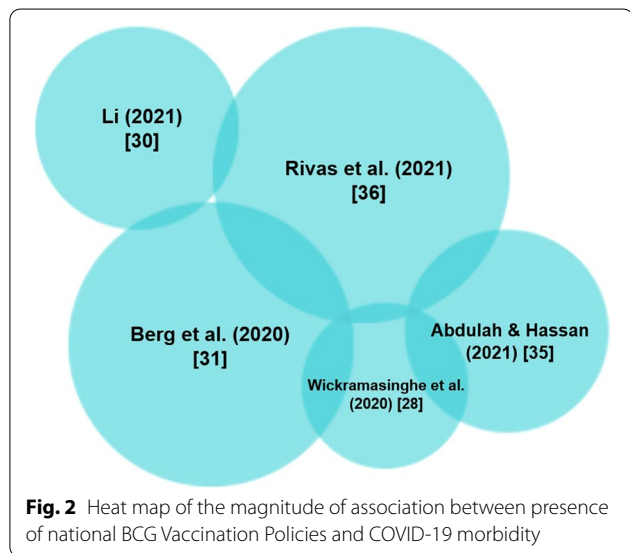 Li (2021)
[30]
Rivas et al. (2021)
[36]
Berg et al. (2020)
[31]
Abdulah & Hassan
(2021) [35]
Wickramasinghe et al.
(2020) [28]
Fig. 2 Heat map of the magnitude of association between presence
of national BCG Vaccination Policies and COVID-19 morbidity